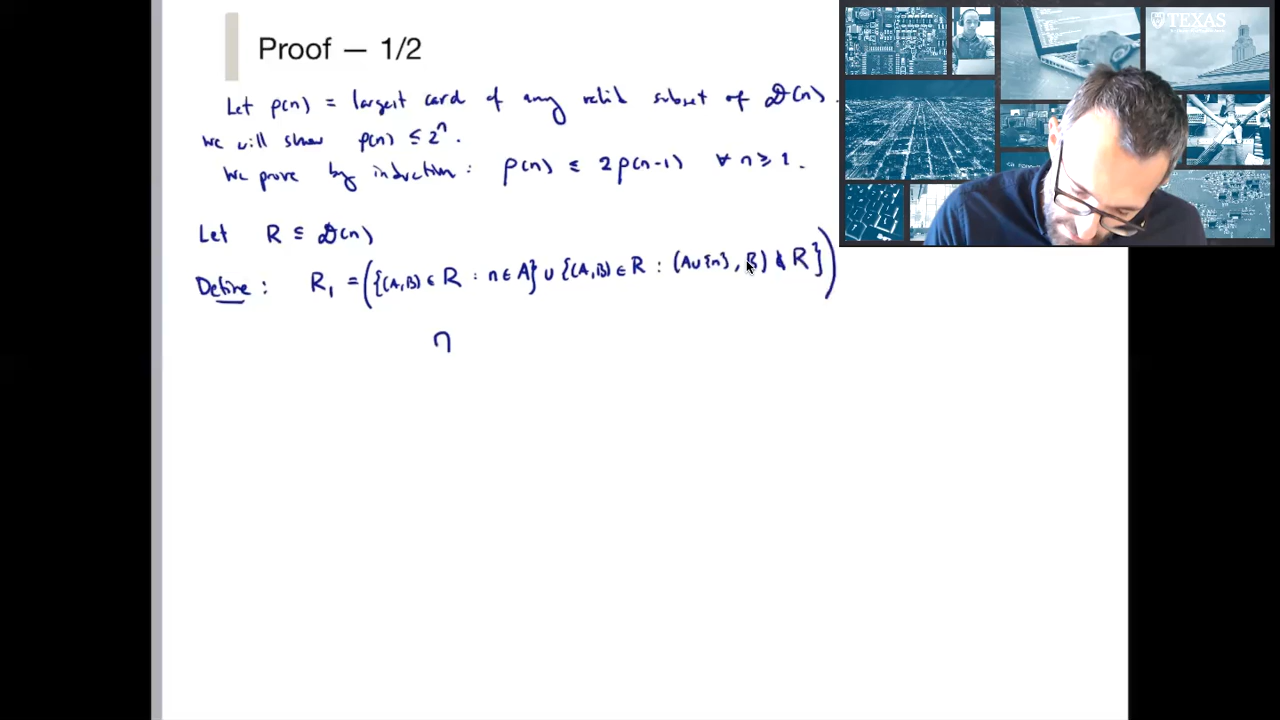 Proof — 1/2
TEXAS
Let p(n) = largest card of any valid subset of 𝒟(n).
We will show p(n) ≤ 2^n.
We prove by induction : p(n) ≤ 2p(n-1) ∀ n ≥ 1.
Let R ⊆ 𝒟(n)
Define : R₁ = ({(A,B) ∈ R : n ∈ A} ∪ {(A,B) ∈ R : (A∪{n}, B) ∉ R})
∩